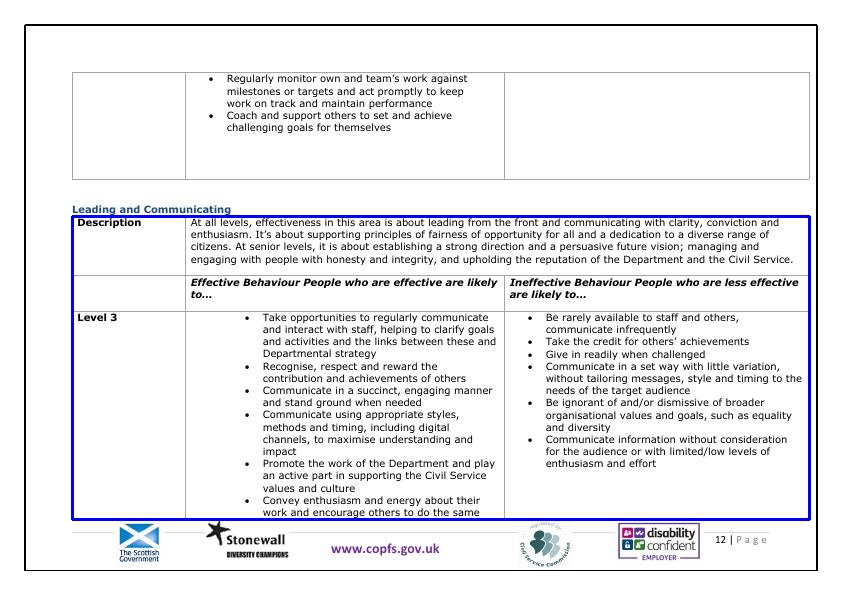 • Regularly monitor own and team’s work against
milestones or targets and act promptly to keep
work on track and maintain performance
• Coach and support others to set and achieve
challenging goals for themselves
Leading and Communicating
Description
At all levels, effectiveness in this area is about leading from the front and communicating with clarity, conviction and
enthusiasm. It’s about supporting principles of fairness of opportunity for all and a dedication to a diverse range of
citizens. At senior levels, it is about establishing a strong direction and a persuasive future vision; managing and
engaging with people with honesty and integrity, and upholding the reputation of the Department and the Civil Service.
Effective Behaviour People who are effective are likely
to...
Ineffective Behaviour People who are less effective
are likely to...
Level 3
• Take opportunities to regularly communicate
and interact with staff, helping to clarify goals
and activities and the links between these and
Departmental strategy
• Recognise, respect and reward the
contribution and achievements of others
• Communicate in a succinct, engaging manner
and stand ground when needed
• Communicate using appropriate styles,
methods and timing, including digital
channels, to maximise understanding and
impact
• Promote the work of the Department and play
an active part in supporting the Civil Service
values and culture
• Convey enthusiasm and energy about their
work and encourage others to do the same
• Be rarely available to staff and others,
communicate infrequently
• Take the credit for others’ achievements
• Give in readily when challenged
• Communicate in a set way with little variation,
without tailoring messages, style and timing to the
needs of the target audience
• Be ignorant of and/or dismissive of broader
organisational values and goals, such as equality
and diversity
• Communicate information without consideration
for the audience or with limited/low levels of
enthusiasm and effort
The Scottish
Government
Stonewall
DIVERSITY CHAMPIONS
www.copfs.gov.uk
regulated by
Civil Service Commission
disability
confident
EMPLOYER
12 | Page